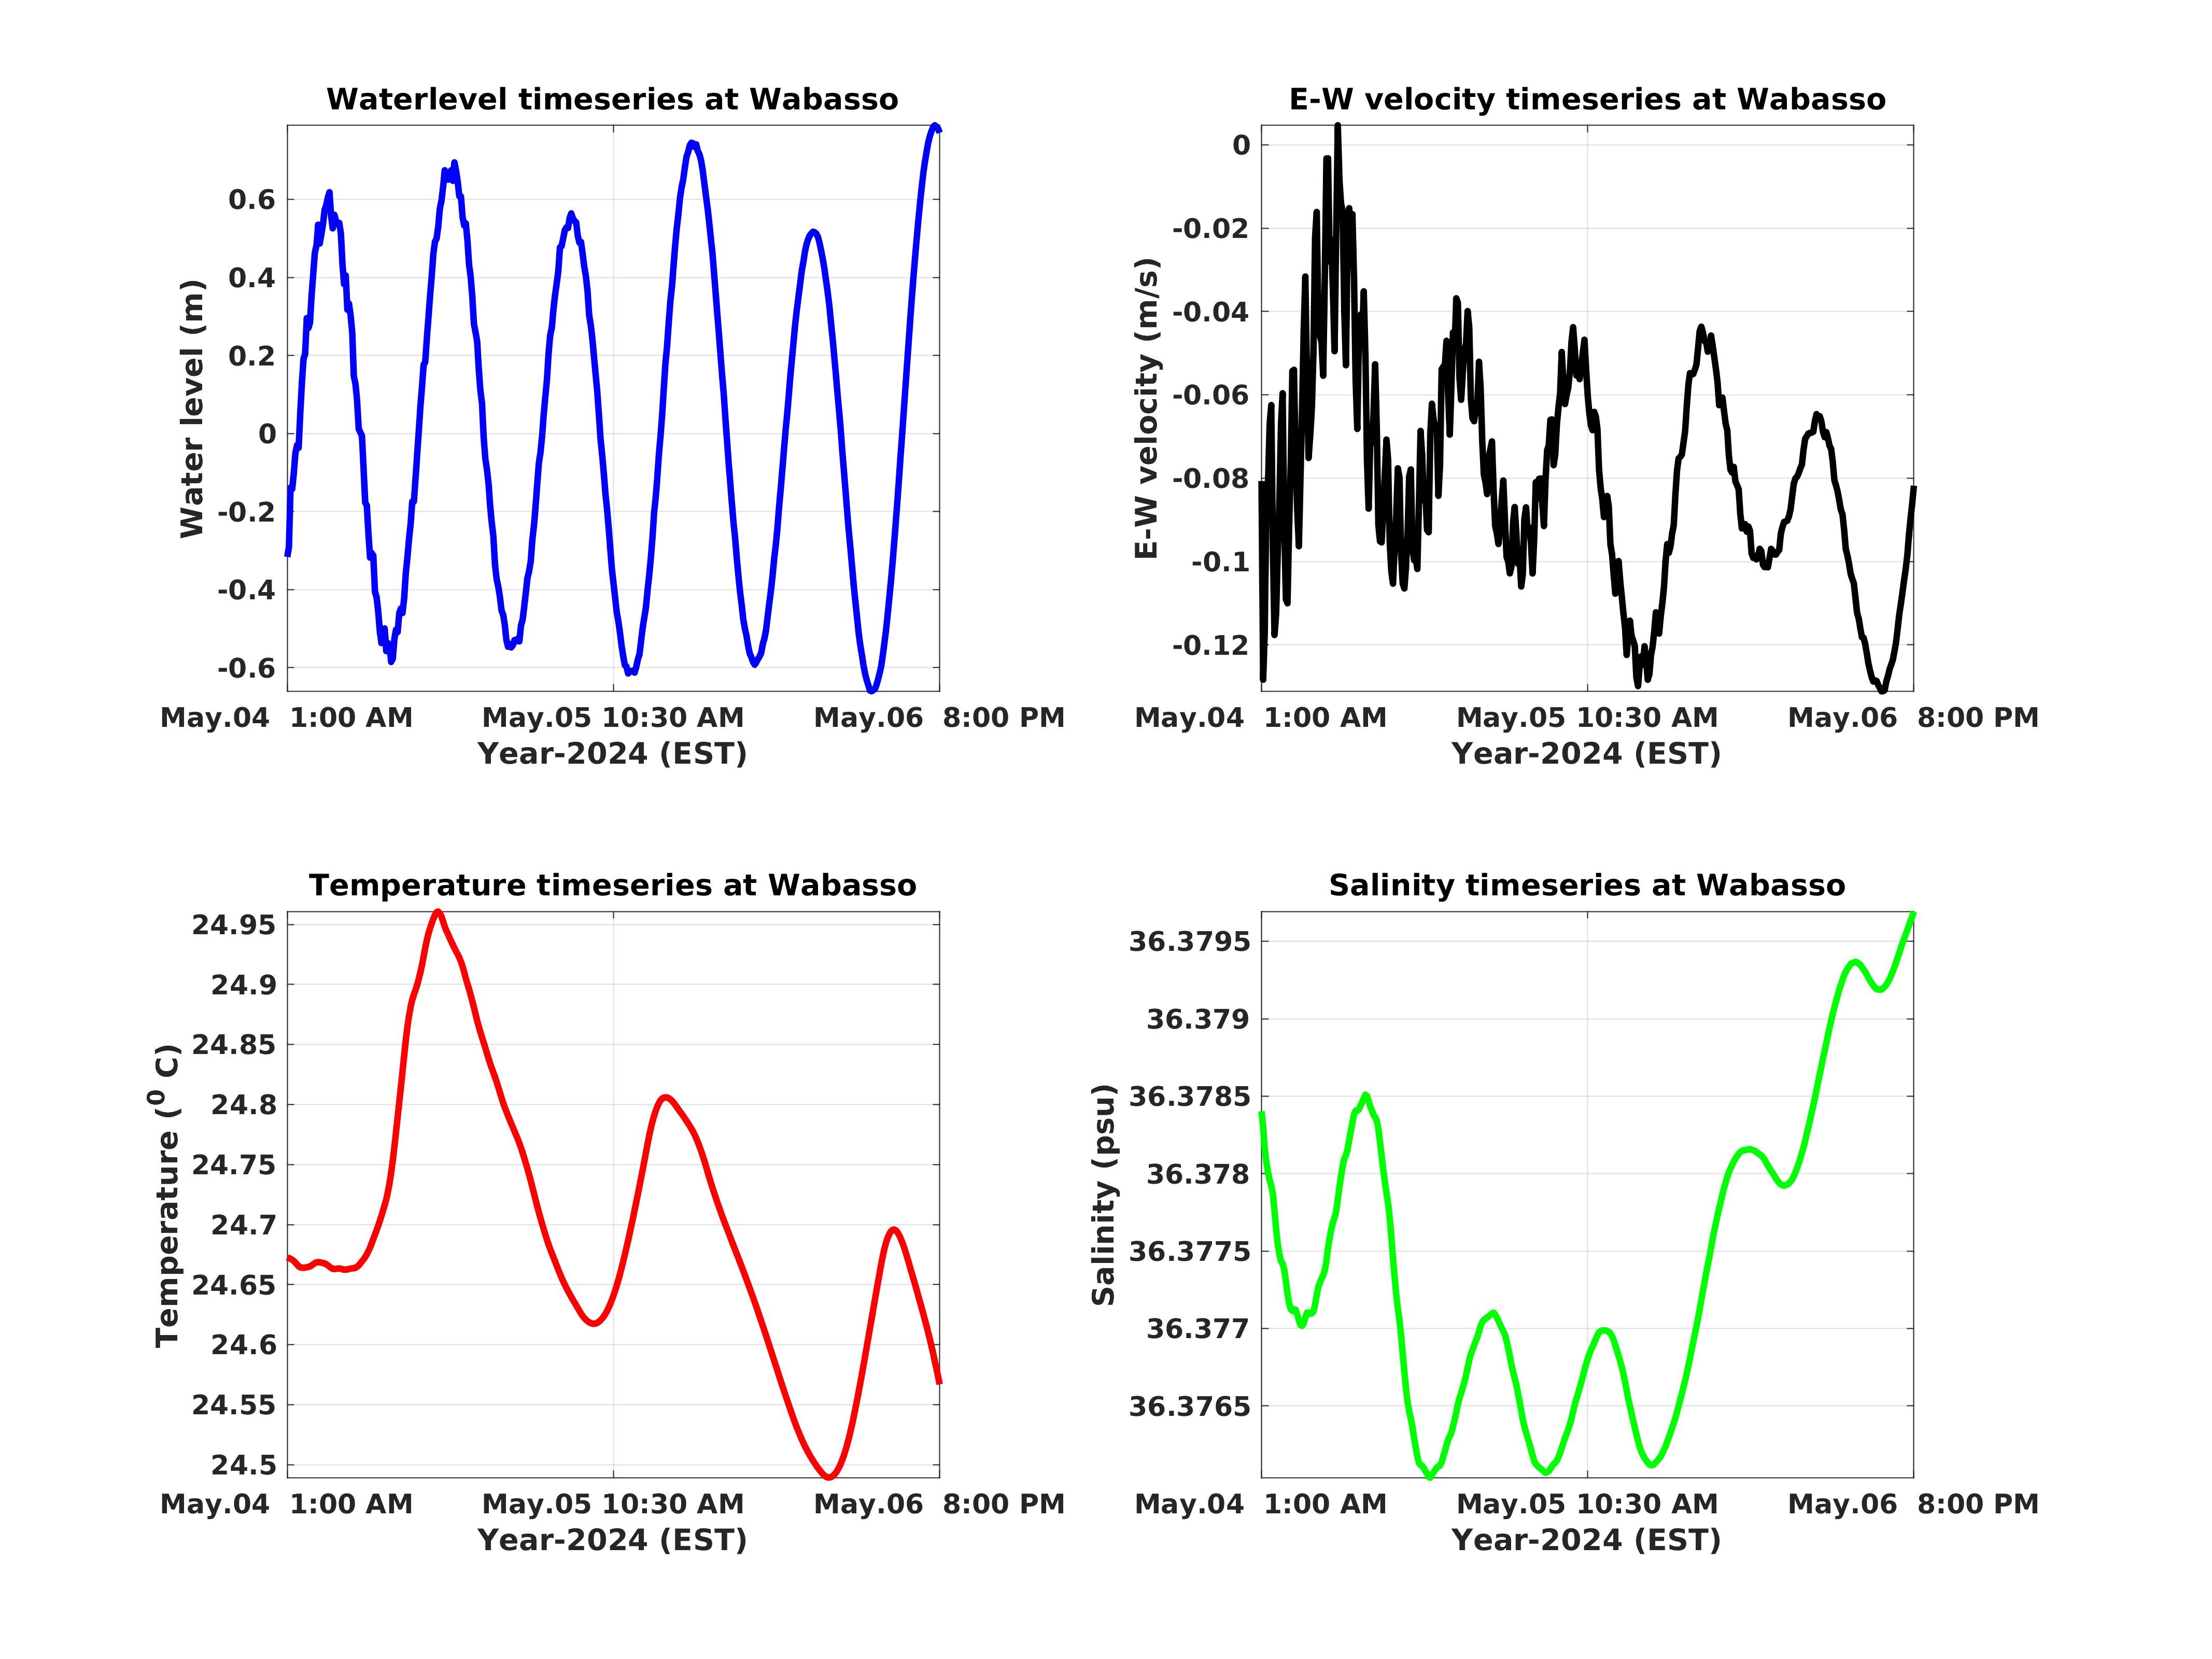 Waterlevel timeseries at Wabasso
Water level (m)
0.6
0.4
0.2
0
-0.2
-0.4
-0.6
May.04 1:00 AM
May.05 10:30 AM
May.06 8:00 PM
Year-2024 (EST)
E-W velocity timeseries at Wabasso
E-W velocity (m/s)
0
-0.02
-0.04
-0.06
-0.08
-0.1
-0.12
May.04 1:00 AM
May.05 10:30 AM
May.06 8:00 PM
Year-2024 (EST)
Temperature timeseries at Wabasso
Temperature (⁰ C)
24.95
24.9
24.85
24.8
24.75
24.7
24.65
24.6
24.55
24.5
May.04 1:00 AM
May.05 10:30 AM
May.06 8:00 PM
Year-2024 (EST)
Salinity timeseries at Wabasso
Salinity (psu)
36.3795
36.379
36.3785
36.378
36.3775
36.377
36.3765
May.04 1:00 AM
May.05 10:30 AM
May.06 8:00 PM
Year-2024 (EST)